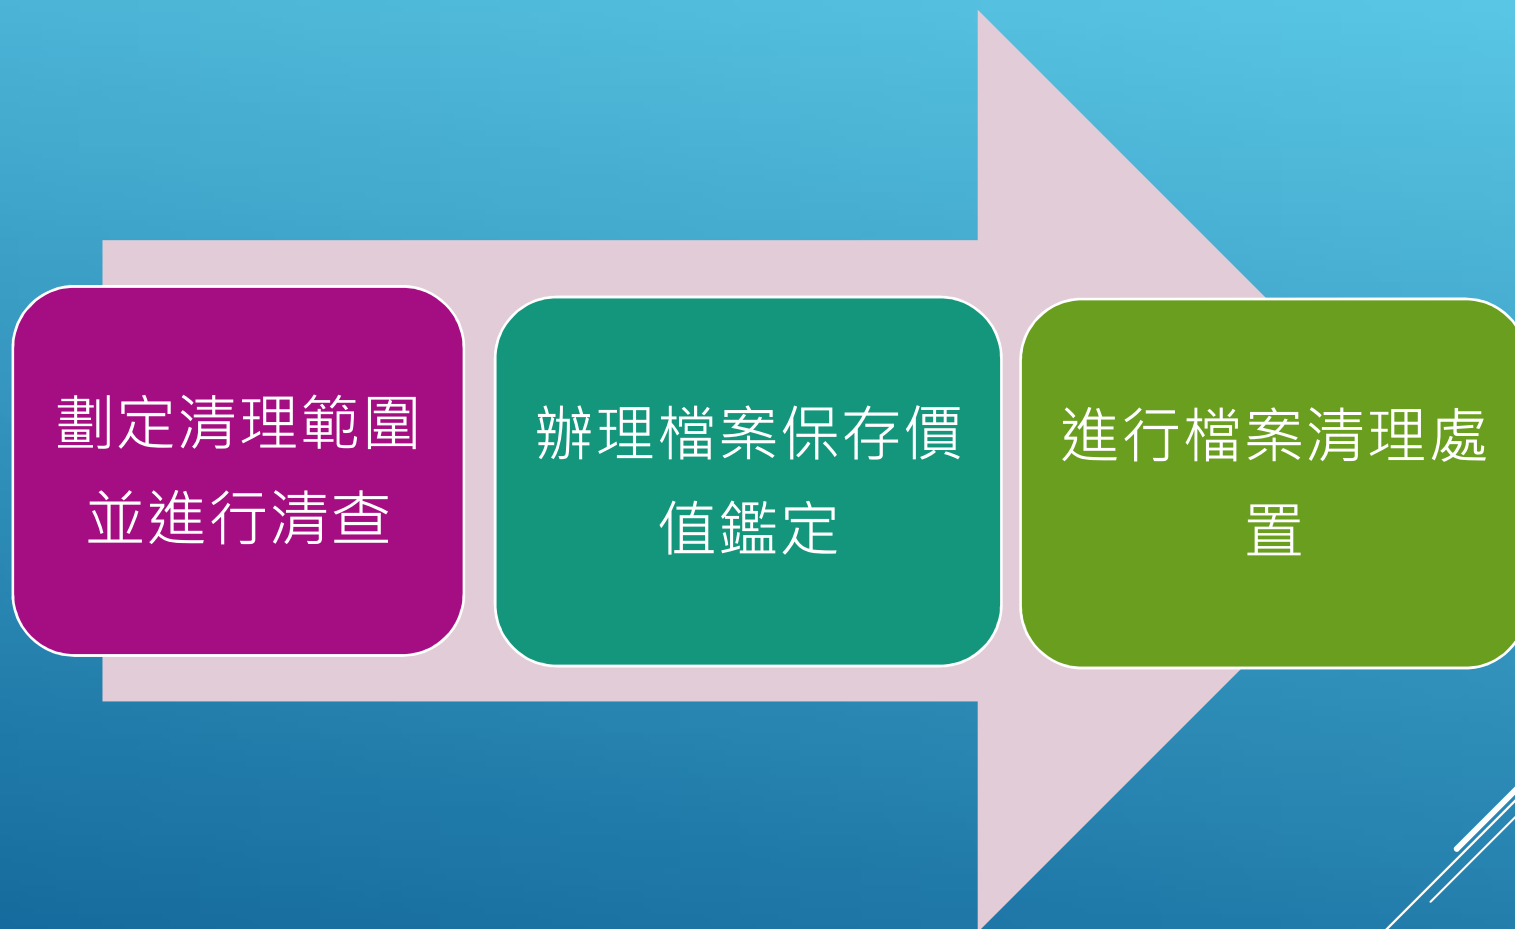 劃定清理範圍
並進行清查
辦理檔案保存價
值鑑定
進行檔案清理處
置